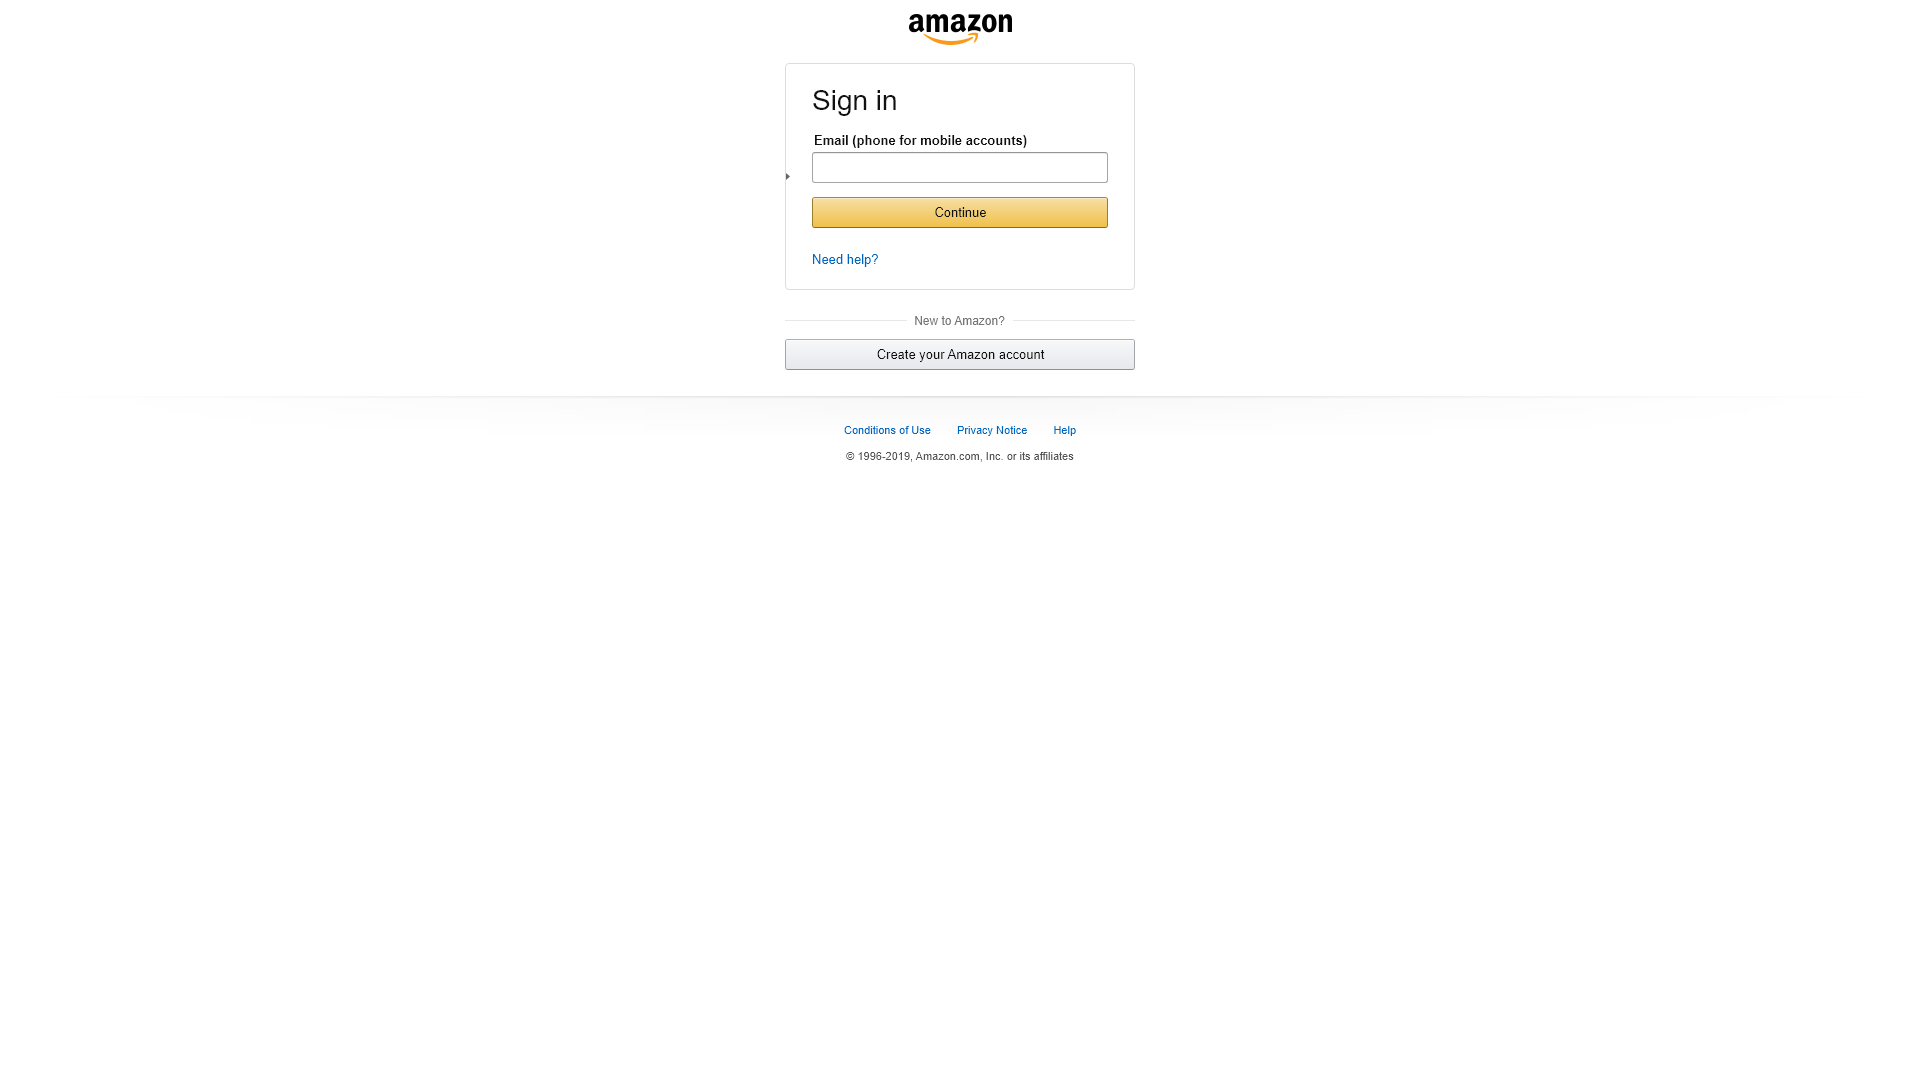 amazon
Sign in
Email (phone for mobile accounts)
Continue
Need help?
New to Amazon?
Create your Amazon account
Conditions of Use Privacy Notice Help
© 1996-2019, Amazon.com, Inc. or its affiliates